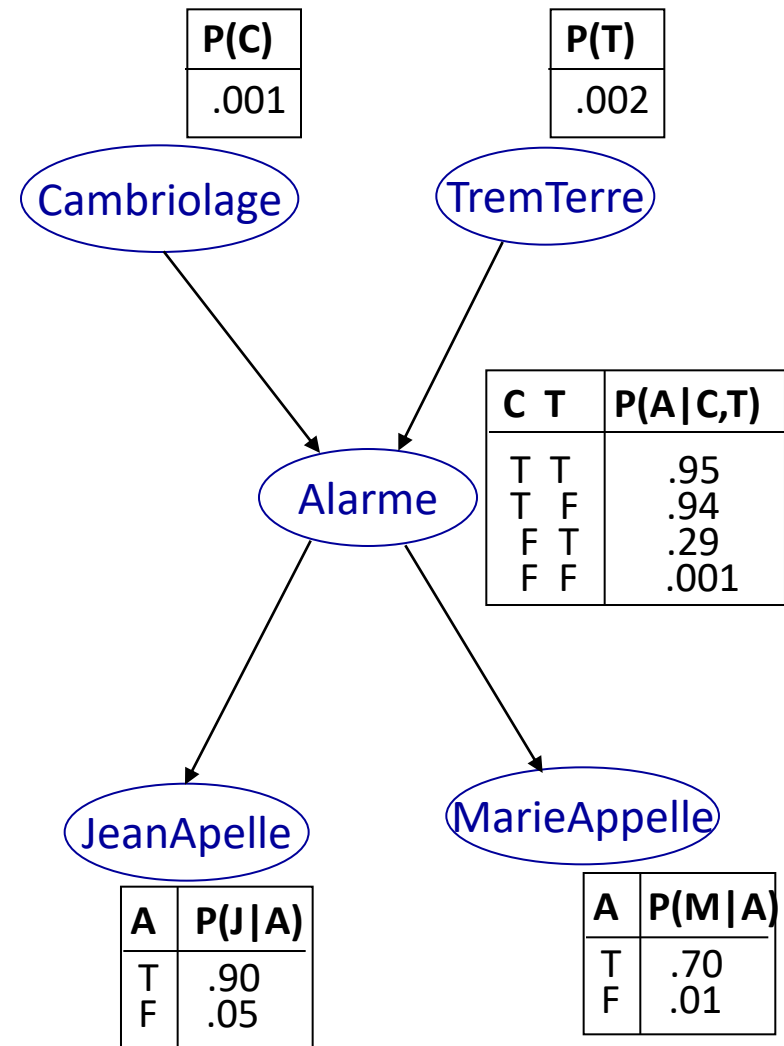 P(C)
.001
P(T)
.002
Cambriolage
TremTerre
C T P(A|C,T)
T T .95
T F .94
F T .29
F F .001
Alarme
JeanApelle
MarieAppelle
A P(J|A)
T .90
F .05
A P(M|A)
T .70
F .01